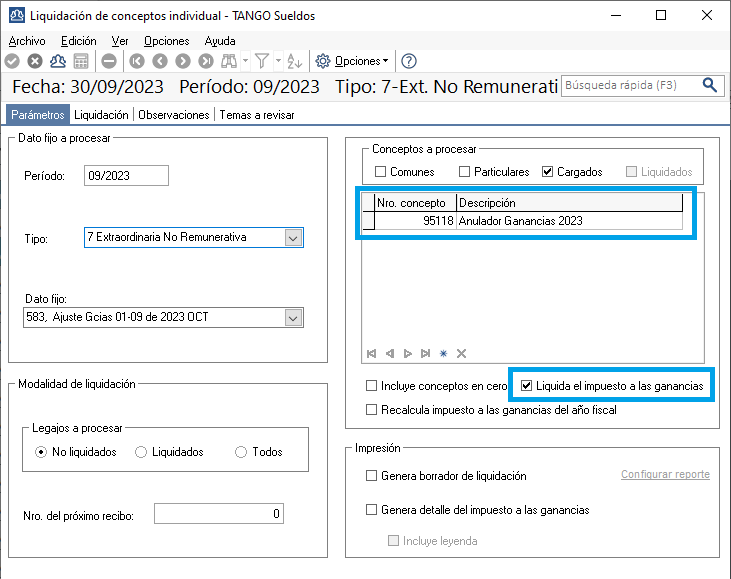 Liquidación de conceptos individual - TANGO Sueldos
Archivo Edición Ver Opciones Ayuda
Opciones
Fecha: 30/09/2023 Período: 09/2023 Tipo: 7-Ext. No Remunerati
Búsqueda rápida (F3)
Parámetros Liquidación Observaciones Temas a revisar
Dato fijo a procesar
Período: 09/2023
Tipo: 7 Extraordinaria No Remunerativa
Dato fijo:
583, Ajuste Gcias 01-09 de 2023 OCT
Modalidad de liquidación
Legajos a procesar
No liquidados Liquidados Todos
Nro. del próximo recibo: 0
Conceptos a procesar
Comunes Particulares Cargados Liquidados
Nro. concepto Descripción
95118 Anulador Ganancias 2023
Incluye conceptos en cero Liquida el impuesto a las ganancias
Recalcula impuesto a las ganancias del año fiscal
Impresión
Genera borrador de liquidación Configurar reporte
Genera detalle del impuesto a las ganancias
Incluye leyenda